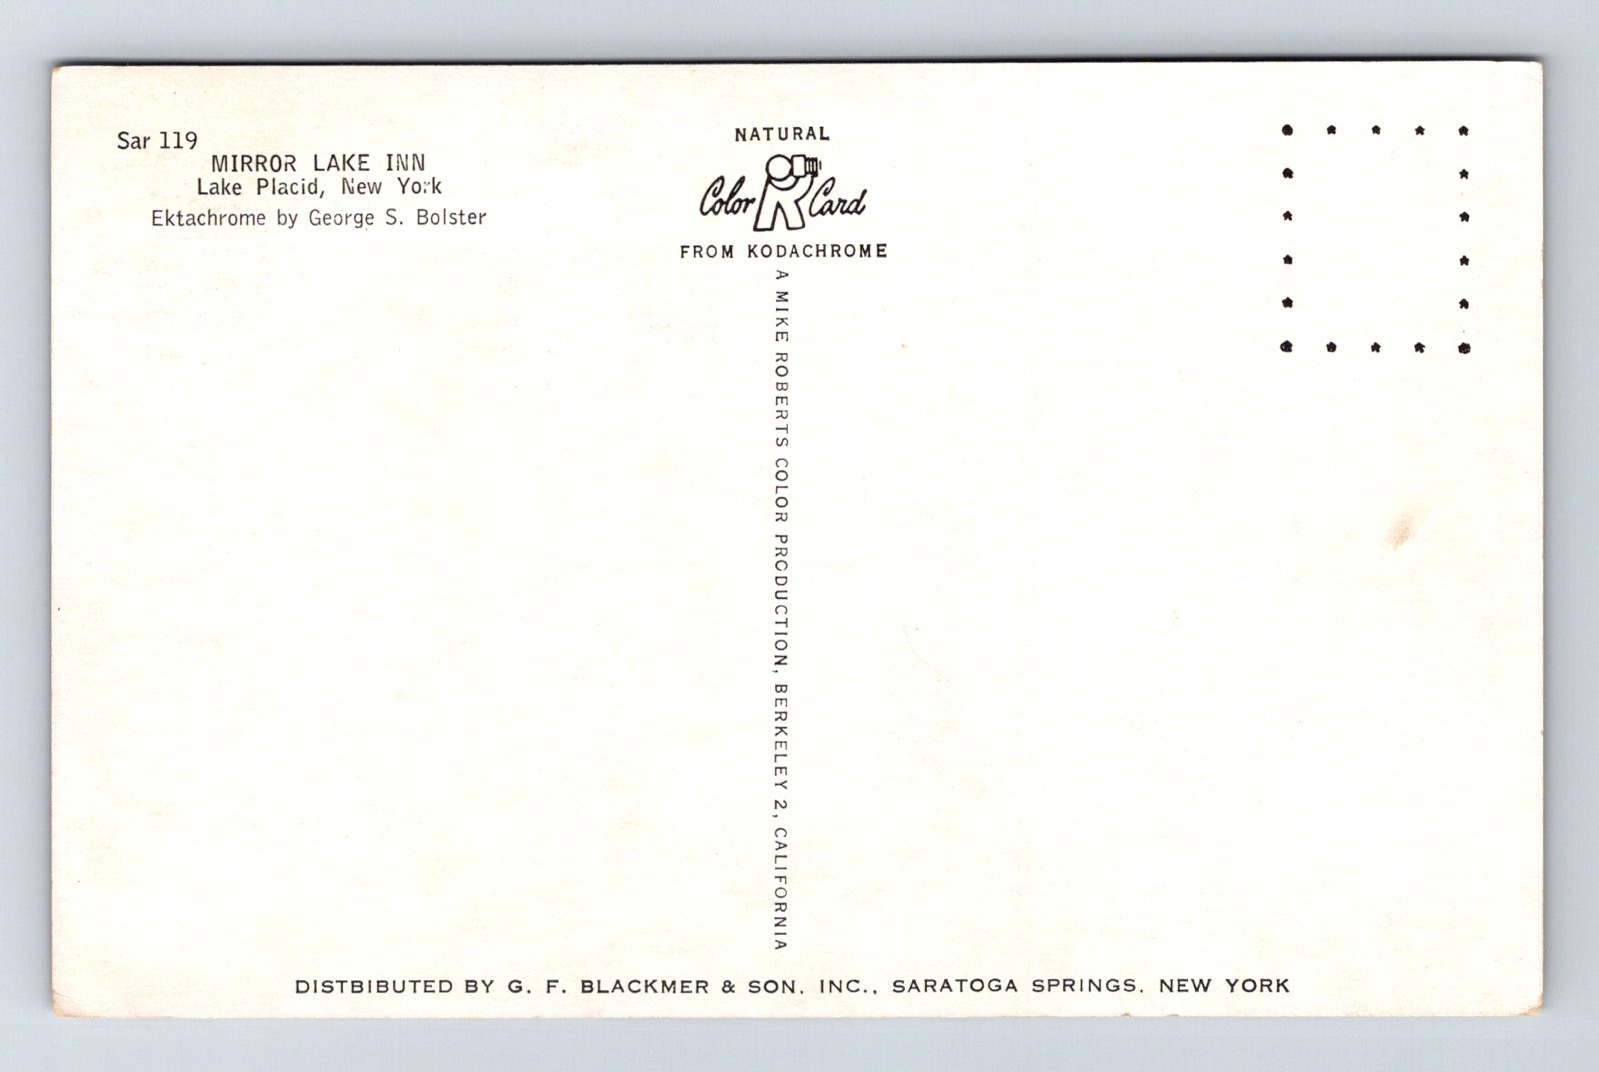 Sar 119
MIRROR LAKE INN
Lake Placid, New York
Ektachrome by George S. Bolster
NATURAL
Color Card
FROM KODACHROME
A MIKE ROBERTS COLOR PRODUCTION, BERKELEY 2, CALIFORNIA
DISTBIBUTED BY G. F. BLACKMER & SON, INC., SARATOGA SPRINGS, NEW YORK